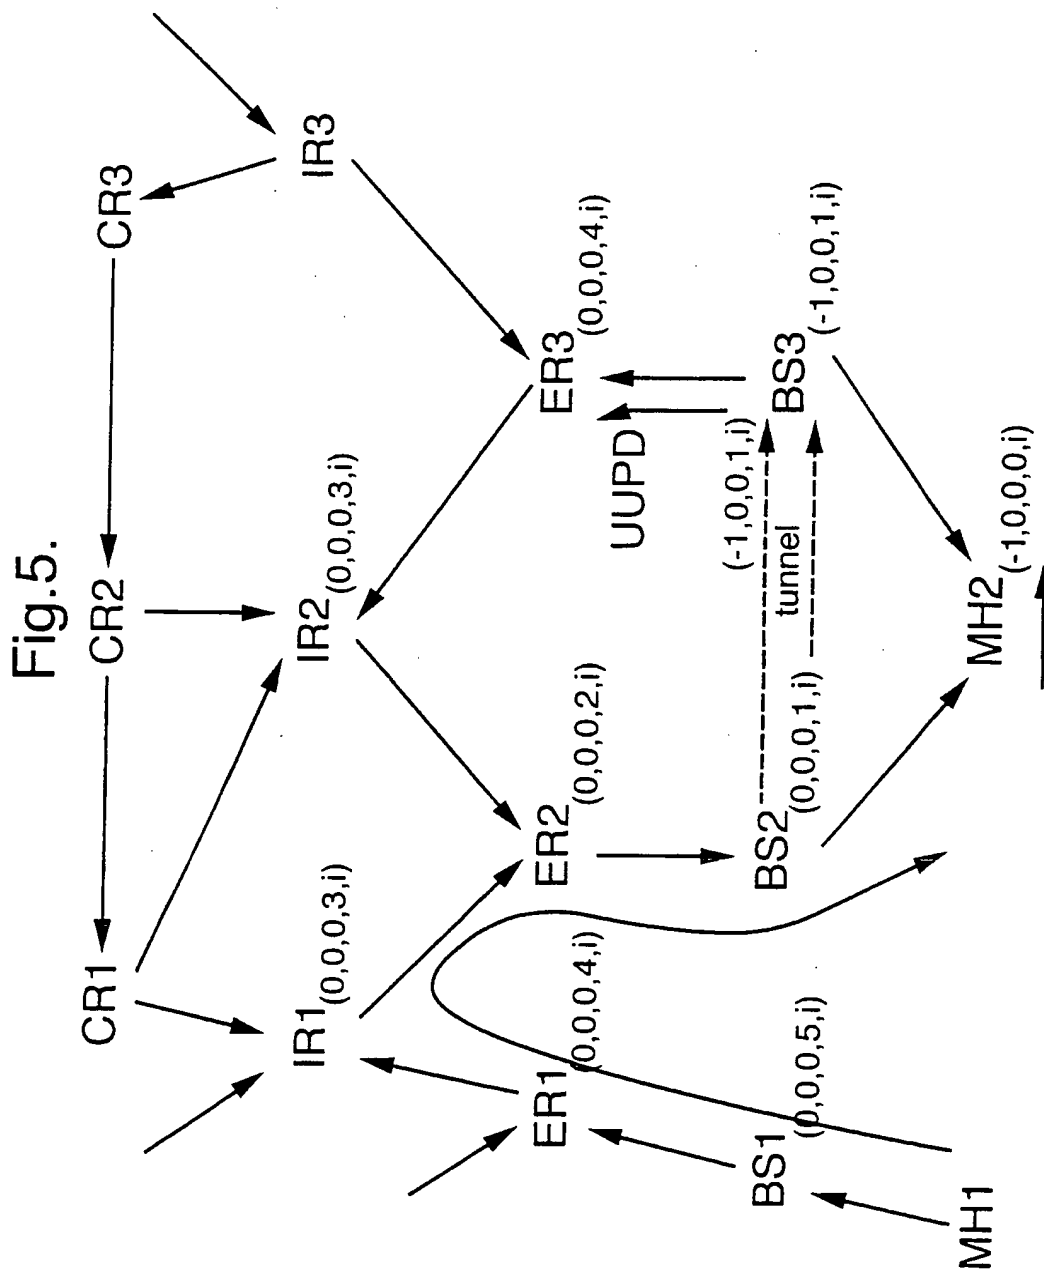 Fig.5.
CR1
CR2
CR3
IR1(0,0,0,3,i)
IR2(0,0,0,3,i)
IR3
ER1(0,0,0,4,i)
ER2(0,0,0,2,i)
ER3(0,0,0,4,i)
UUPD
(-1,0,0,1,i)
BS1(0,0,0,5,i)
BS2(0,0,0,1,i)
tunnel
BS3(-1,0,0,1,i)
MH1
MH2(-1,0,0,0,i)